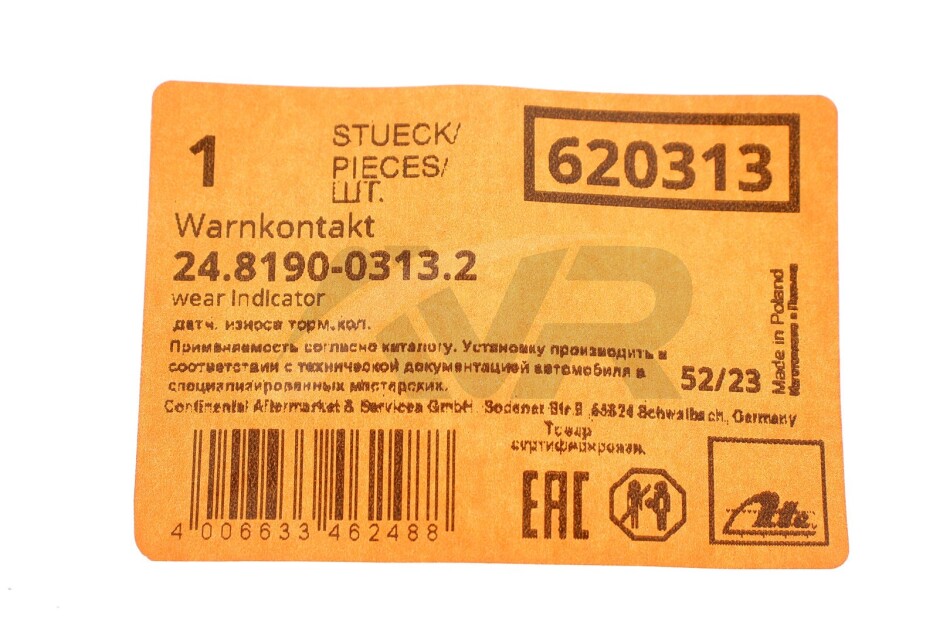 1
STUECK/
PIECES/
ШТ.
620313
Warnkontakt
24.8190-0313.2
wear Indicator
датч. износа торм.кол.
Применяемость согласно каталогу. Установку производить в
соответствии с технической документацией автомобиля в
специализированных мастерских.
52/23
Made in Poland
Изготовлено в Польше
Continental Aftermarket & Services GmbH, Sodener Str.9 ,65824 Schwalbach, Germany
Товар
сертифицирован.
4 006633 462488
EAC
Ate
VR